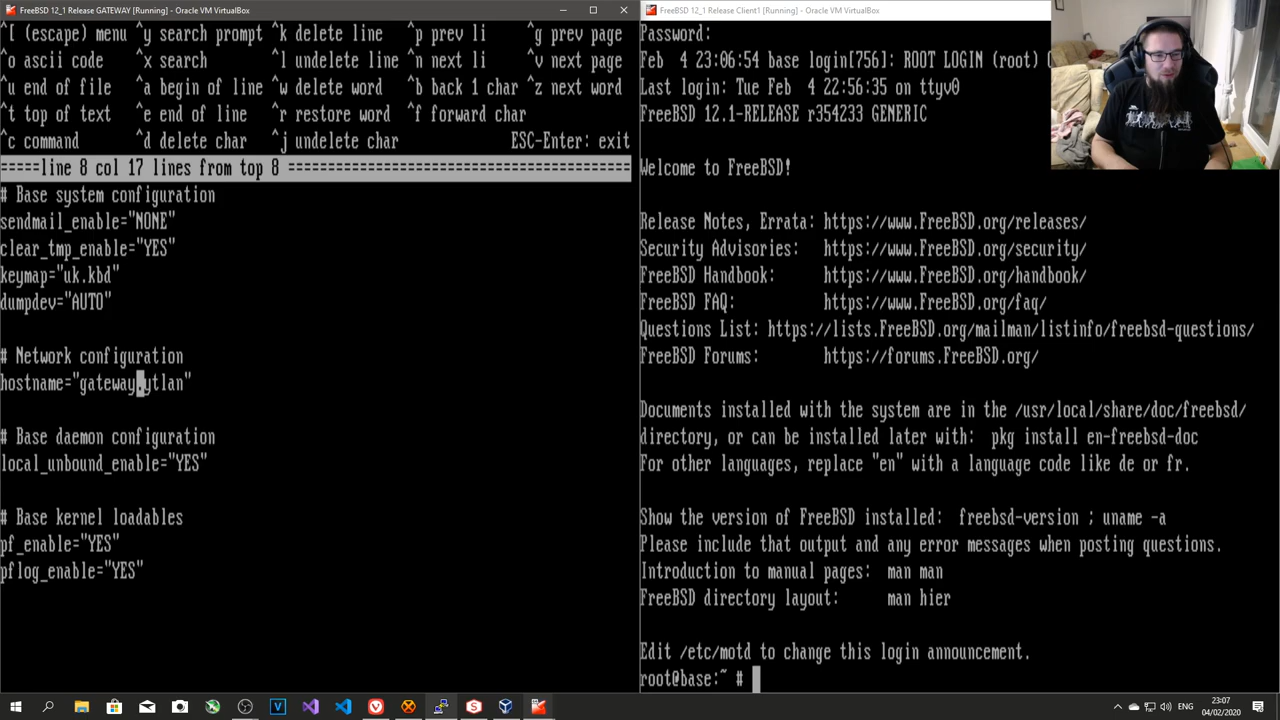 FreeBSD 12_1 Release GATEWAY [Running] - Oracle VM VirtualBox
^[ (escape) menu ^y search prompt ^k delete line ^p prev li ^g prev page
^o ascii code ^x search ^l undelete line ^n next li ^v next page
^u end of file ^a begin of line ^w delete word ^b back 1 char ^z next word
^t top of text ^e end of line ^r restore word ^f forward char
^c command ^d delete char ^j undelete char ESC-Enter: exit
=====line 8 col 17 lines from top 8 ============================================
# Base system configuration
sendmail_enable="NONE"
clear_tmp_enable="YES"
keymap="uk.kbd"
dumpdev="AUTO"
# Network configuration
hostname="gateway.ytlan"
# Base daemon configuration
local_unbound_enable="YES"
# Base kernel loadables
pf_enable="YES"
pflog_enable="YES"
FreeBSD 12_1 Release Client1 [Running] - Oracle VM VirtualBox
Password:
Feb 4 23:06:54 base login[756]: ROOT LOGIN (root)
Last login: Tue Feb 4 22:56:35 on ttyv0
FreeBSD 12.1-RELEASE r354233 GENERIC
Welcome to FreeBSD!
Release Notes, Errata: https://www.FreeBSD.org/releases/
Security Advisories: https://www.FreeBSD.org/security/
FreeBSD Handbook: https://www.FreeBSD.org/handbook/
FreeBSD FAQ: https://www.FreeBSD.org/faq/
Questions List: https://lists.FreeBSD.org/mailman/listinfo/freebsd-questions/
FreeBSD Forums: https://forums.FreeBSD.org/
Documents installed with the system are in the /usr/local/share/doc/freebsd/
directory, or can be installed later with: pkg install en-freebsd-doc
For other languages, replace "en" with a language code like de or fr.
Show the version of FreeBSD installed: freebsd-version ; uname -a
Please include that output and any error messages when posting questions.
Introduction to manual pages: man man
FreeBSD directory layout: man hier
Edit /etc/motd to change this login announcement.
root@base:~ #
ENG
23:07
04/02/2020